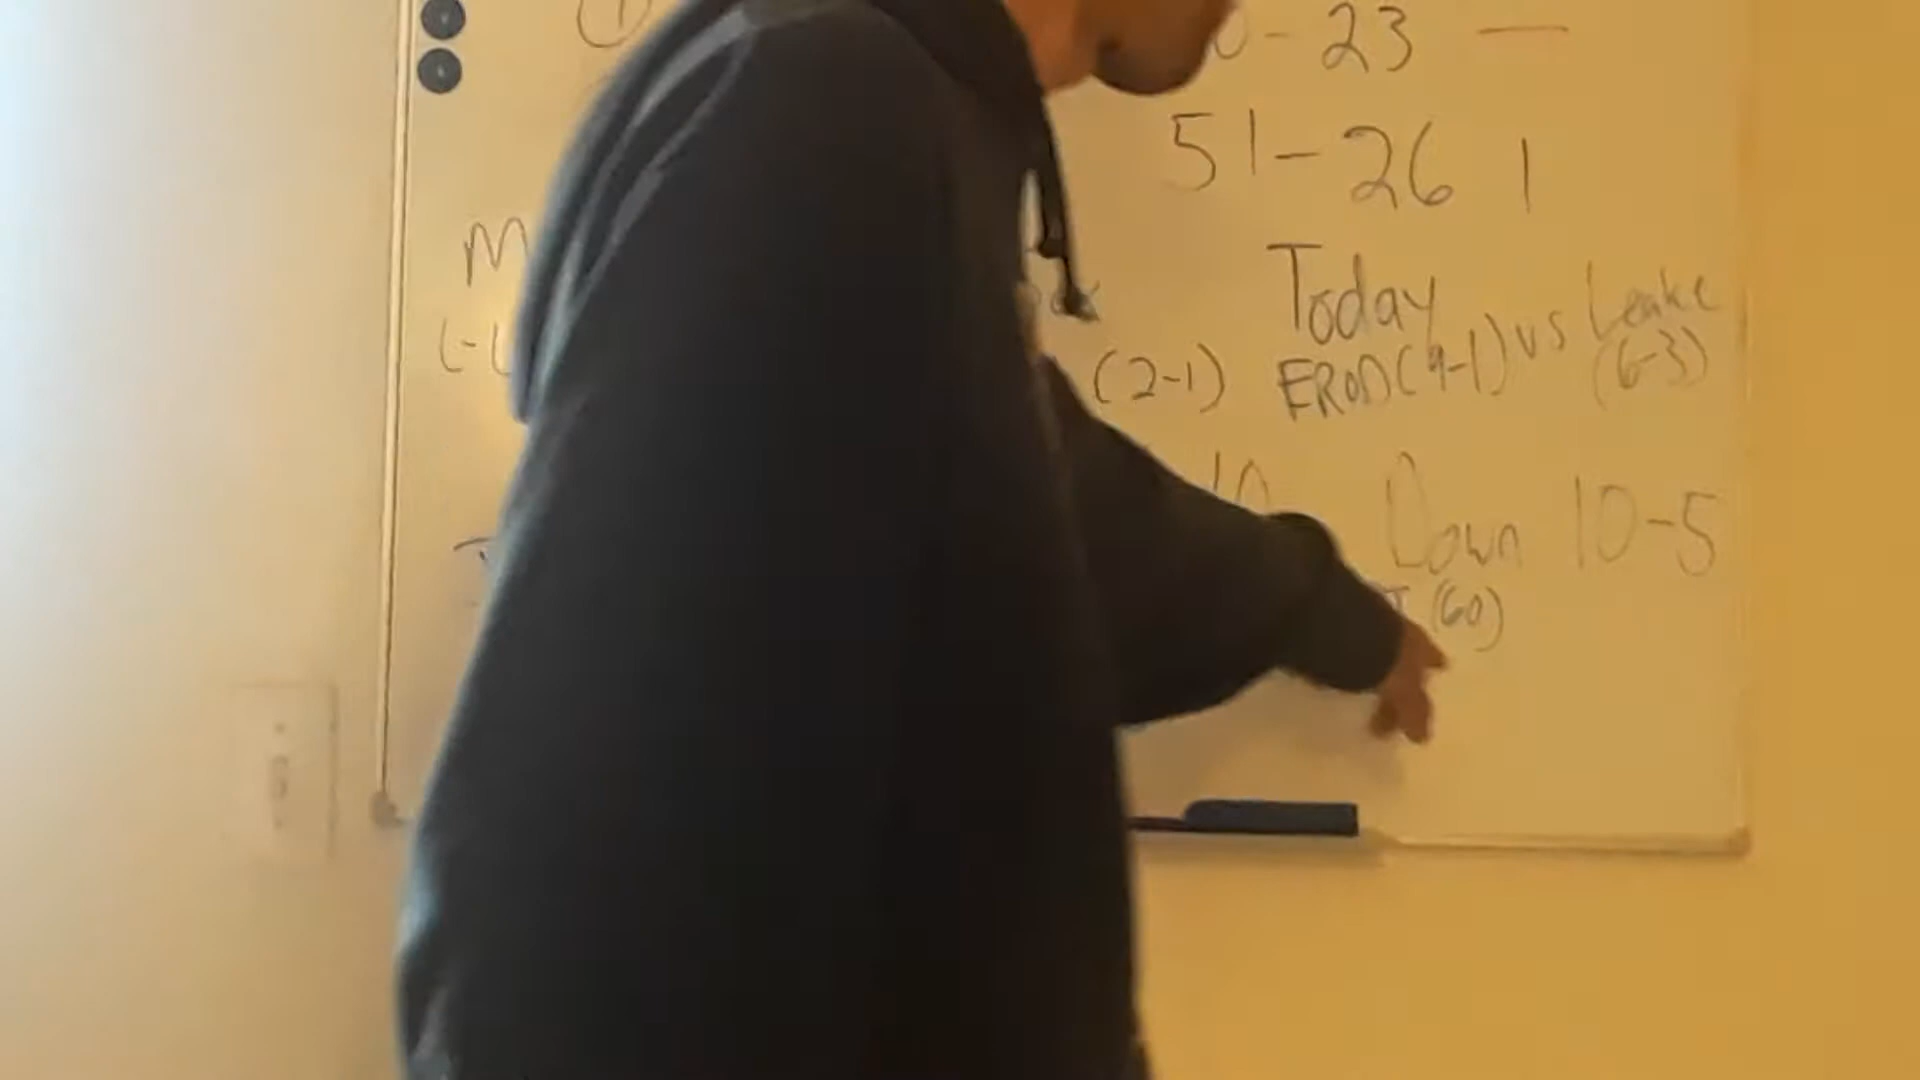 1
0 - 23 —
51 - 26 1
M
Today
(2-1) EROD (9-1) vs Leake
(6-3)
10 Down 10-5
(60)